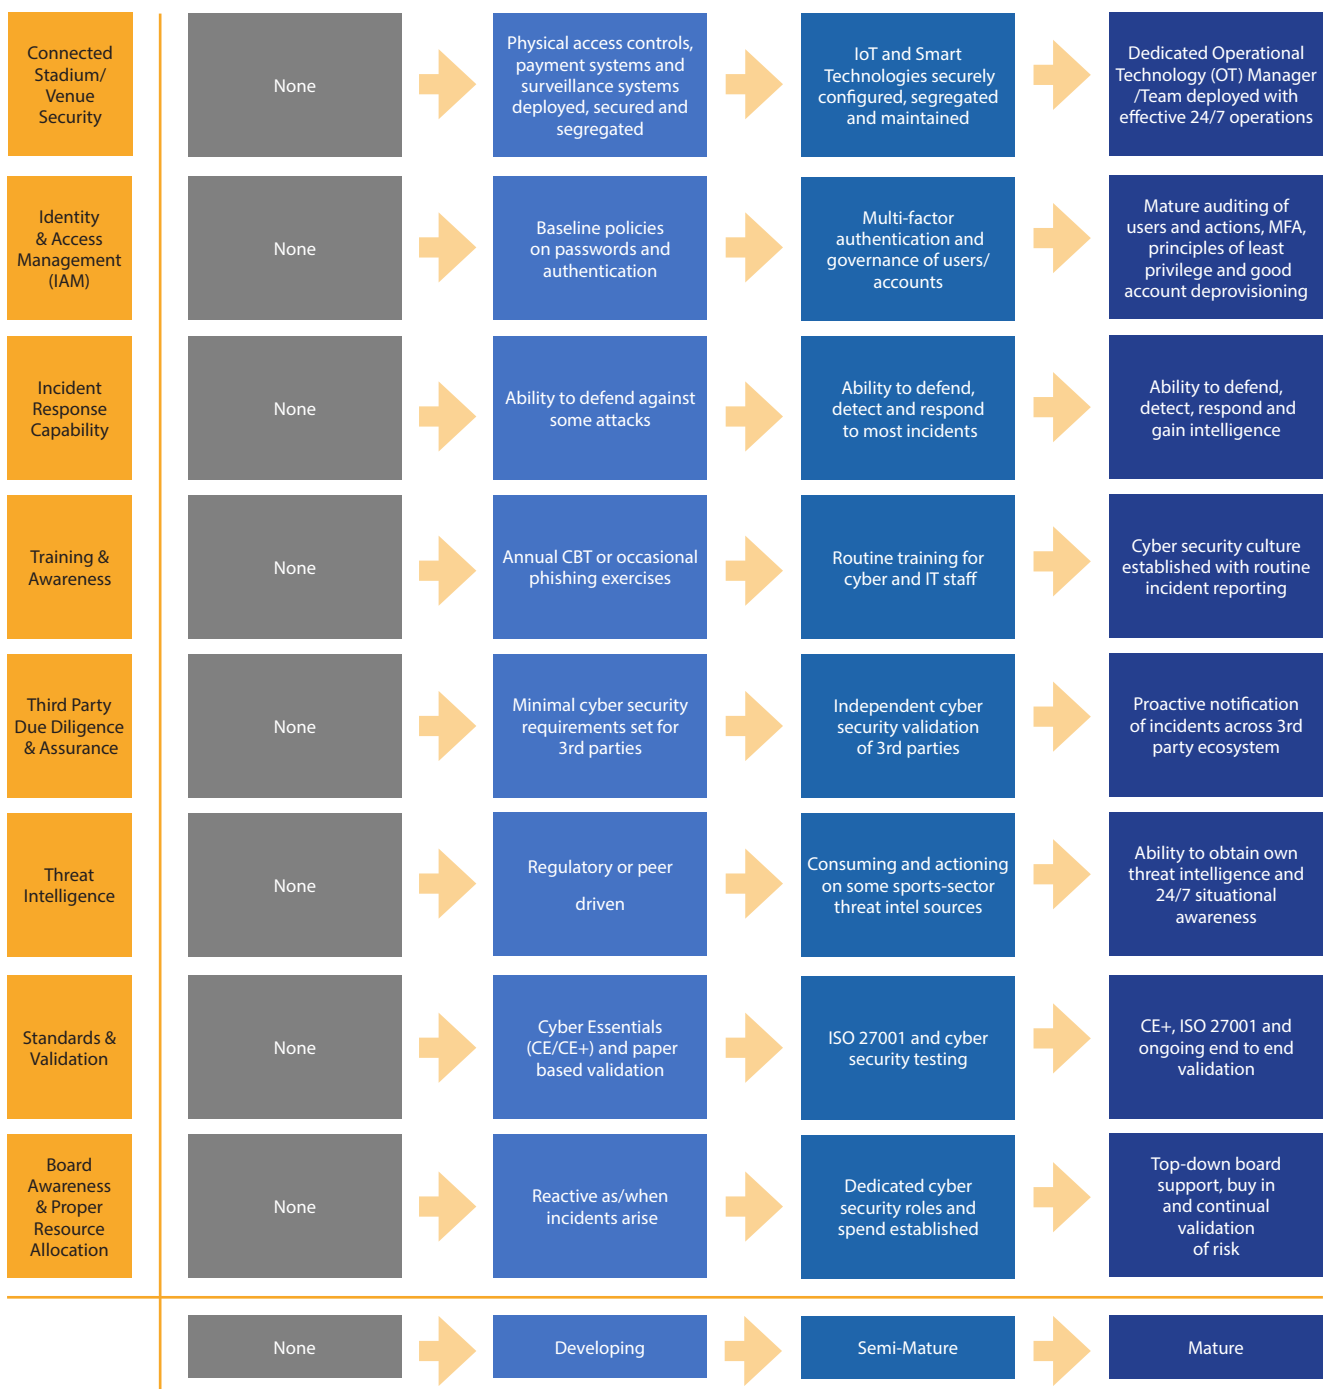 Connected
Stadium/
Venue
Security
None
Physical access controls,
payment systems and
surveillance systems
deployed, secured and
segregated
IoT and Smart
Technologies securely
configured, segregated
and maintained
Dedicated Operational
Technology (OT) Manager
/Team deployed with
effective 24/7 operations
Identity
& Access
Management
(IAM)
None
Baseline policies
on passwords and
authentication
Multi-factor
authentication and
governance of users/
accounts
Mature auditing of
users and actions, MFA,
principles of least
privilege and good
account deprovisioning
Incident
Response
Capability
None
Ability to defend against
some attacks
Ability to defend,
detect and respond
to most incidents
Ability to defend,
detect, respond and
gain intelligence
Training &
Awareness
None
Annual CBT or occasional
phishing exercises
Routine training for
cyber and IT staff
Cyber security culture
established with routine
incident reporting
Third Party
Due Diligence
& Assurance
None
Minimal cyber security
requirements set for
3rd parties
Independent cyber
security validation
of 3rd parties
Proactive notification
of incidents across 3rd
party ecosystem
Threat
Intelligence
None
Regulatory or peer
driven
Consuming and actioning
on some sports-sector
threat intel sources
Ability to obtain own
threat intelligence and
24/7 situational
awareness
Standards &
Validation
None
Cyber Essentials
(CE/CE+) and paper
based validation
ISO 27001 and cyber
security testing
CE+, ISO 27001 and
ongoing end to end
validation
Board
Awareness
& Proper
Resource
Allocation
None
Reactive as/when
incidents arise
Dedicated cyber
security roles and
spend established
Top-down board
support, buy in
and continual
validation
of risk
None
Developing
Semi-Mature
Mature